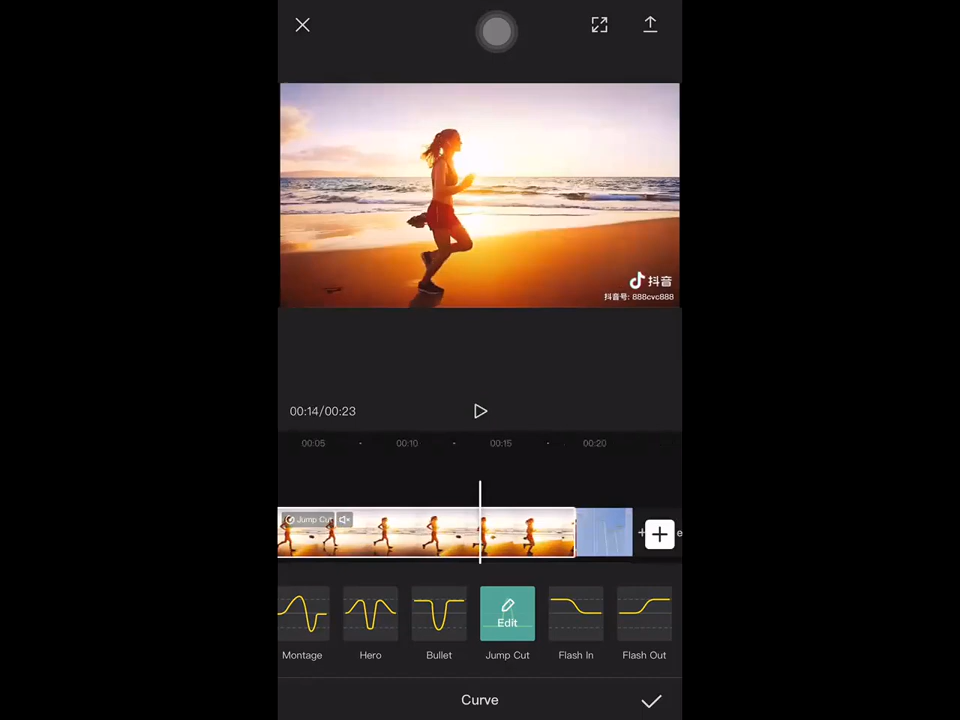 抖音
抖音号: 888cvc888
00:14/00:23
00:05
00:10
00:15
00:20
Jump Cut
Edit
Montage
Hero
Bullet
Jump Cut
Flash In
Flash Out
Curve